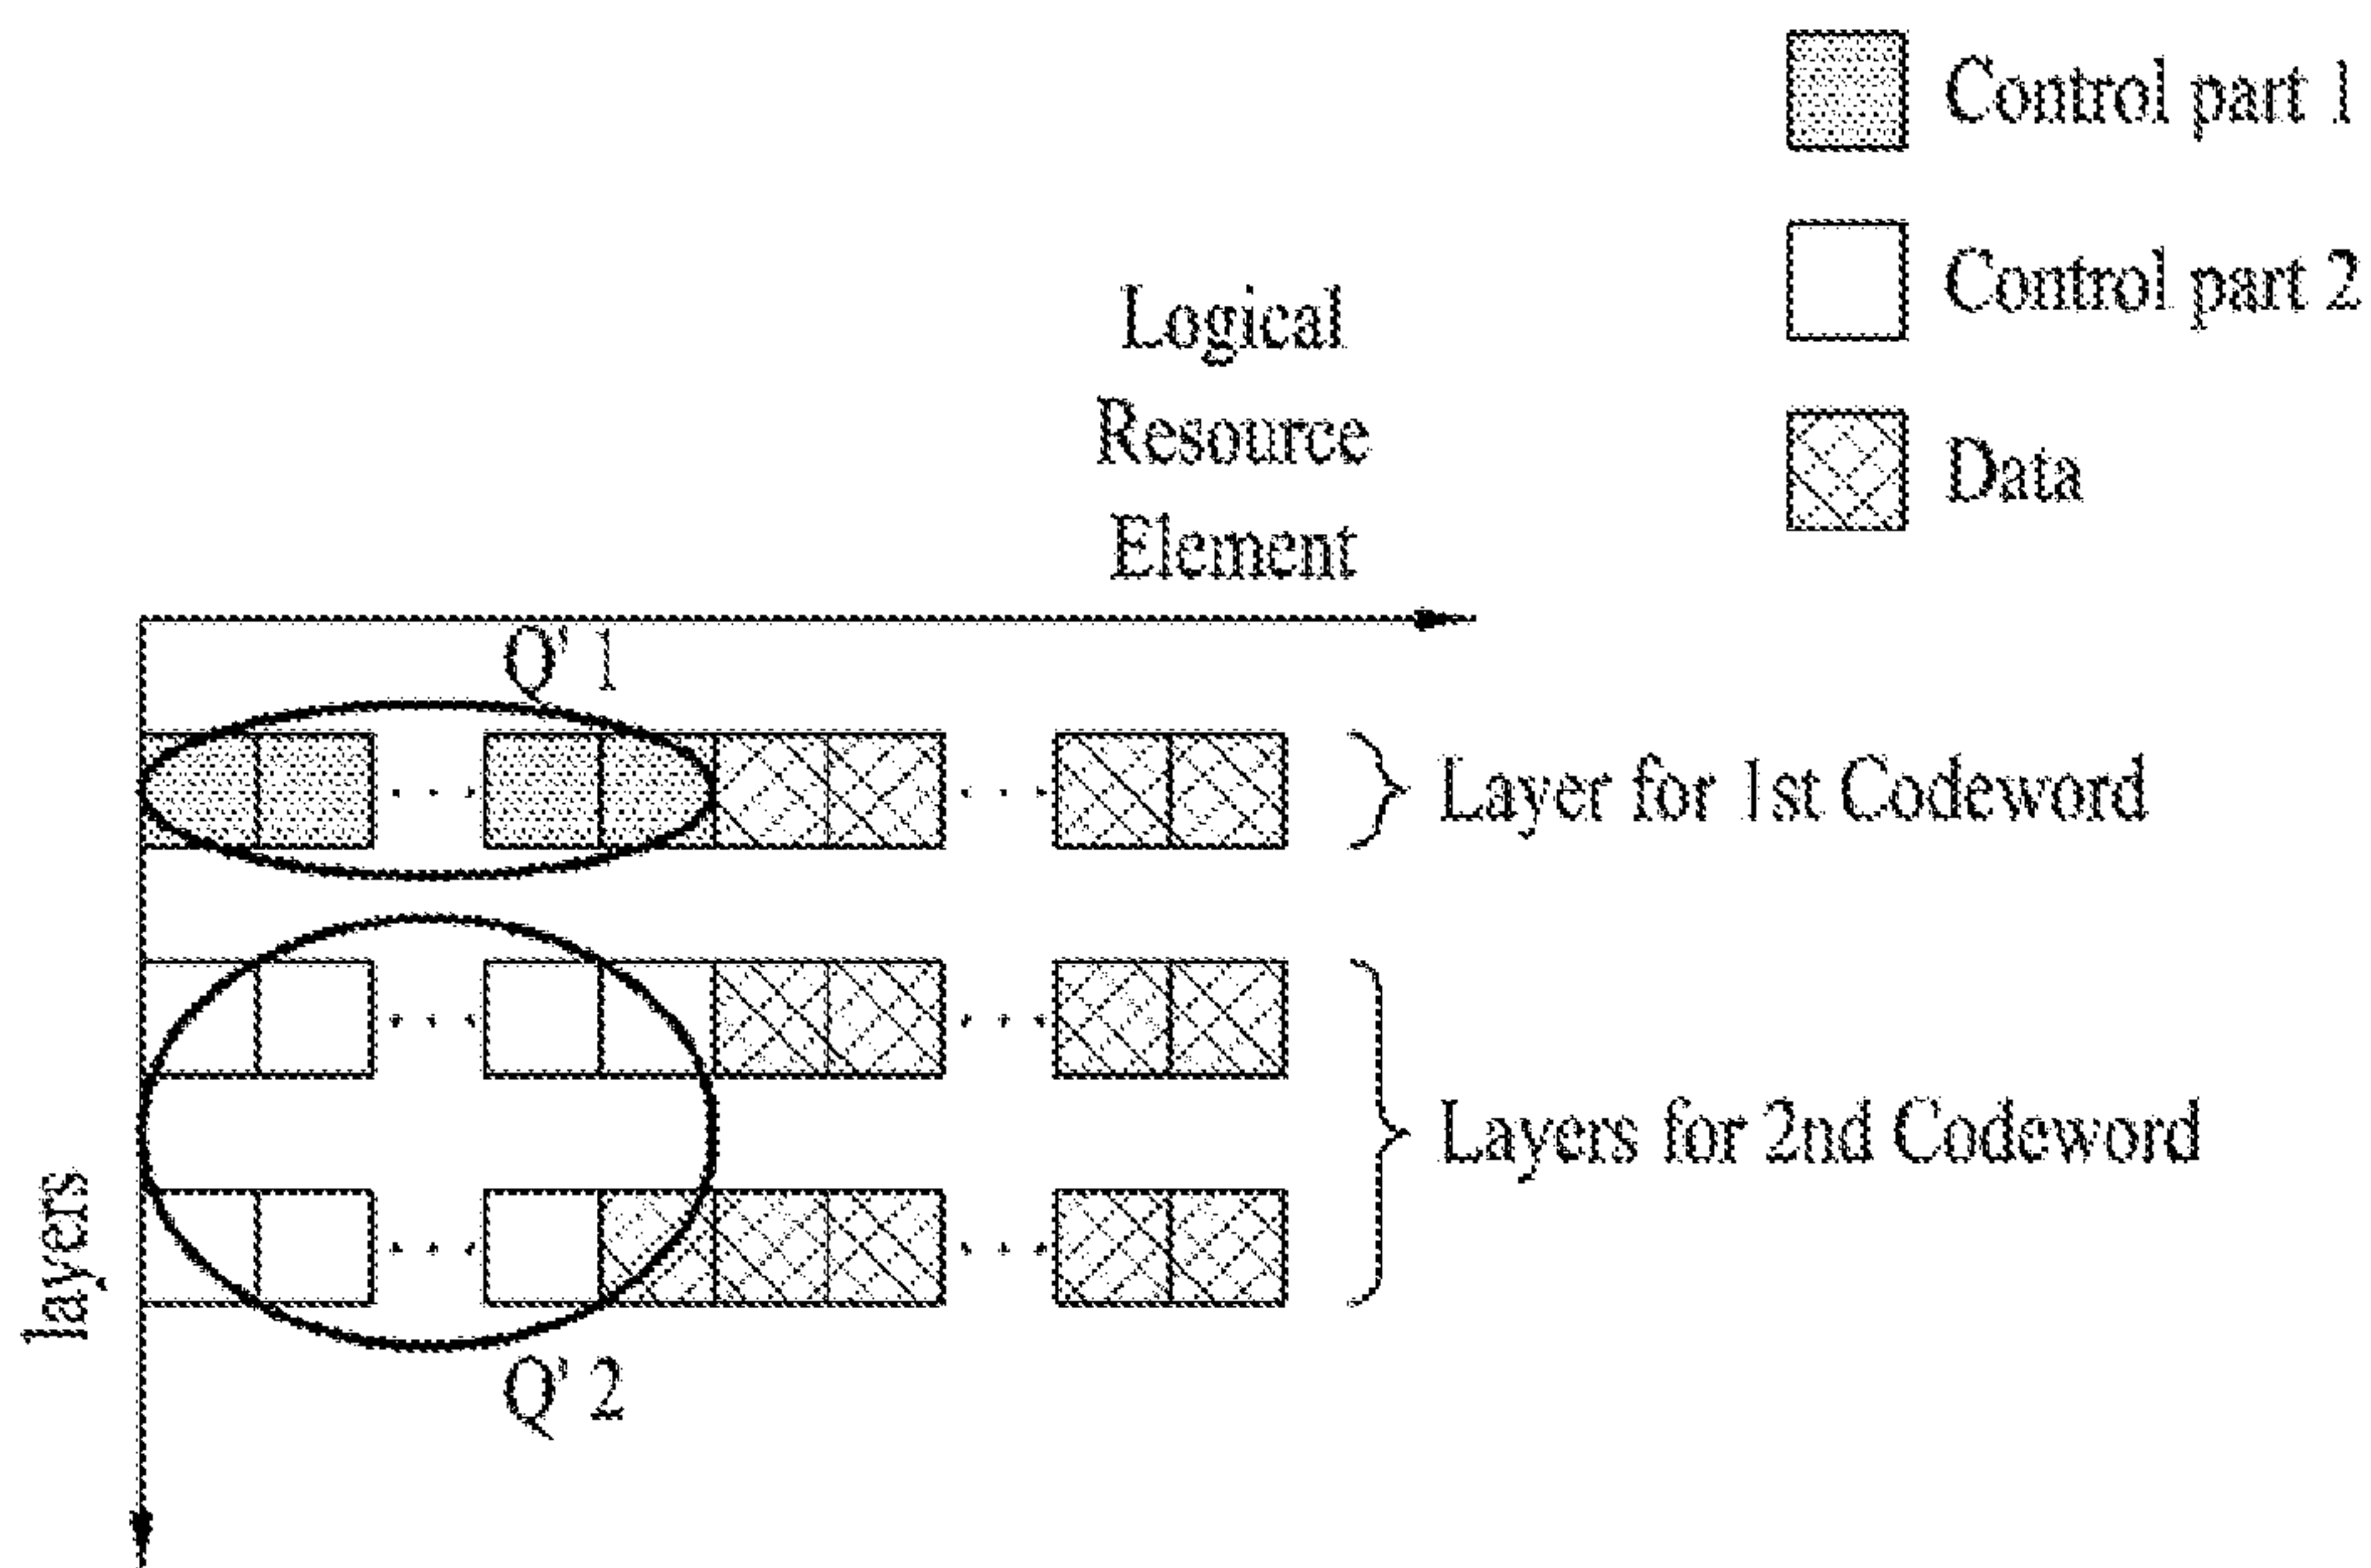 Control part 1
Control part 2
Data
Logical
Resource
Element
Q' 1
Layer for 1st Codeword
Layers for 2nd Codeword
layers
Q' 2